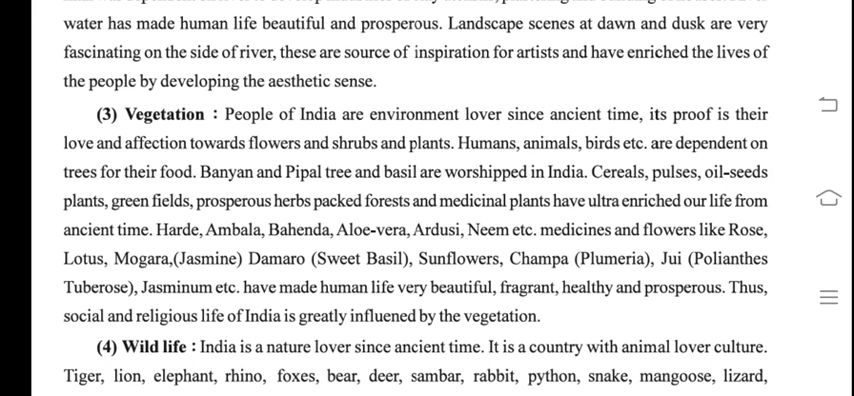 water has made human life beautiful and prosperous. Landscape scenes at dawn and dusk are very
fascinating on the side of river, these are source of inspiration for artists and have enriched the lives of
the people by developing the aesthetic sense.
(3) Vegetation : People of India are environment lover since ancient time, its proof is their
love and affection towards flowers and shrubs and plants. Humans, animals, birds etc. are dependent on
trees for their food. Banyan and Pipal tree and basil are worshipped in India. Cereals, pulses, oil-seeds
plants, green fields, prosperous herbs packed forests and medicinal plants have ultra enriched our life from
ancient time. Harde, Ambala, Bahenda, Aloe-vera, Ardusi, Neem etc. medicines and flowers like Rose,
Lotus, Mogara,(Jasmine) Damaro (Sweet Basil), Sunflowers, Champa (Plumeria), Jui (Polianthes
Tuberose), Jasminum etc. have made human life very beautiful, fragrant, healthy and prosperous. Thus,
social and religious life of India is greatly influened by the vegetation.
(4) Wild life : India is a nature lover since ancient time. It is a country with animal lover culture.
Tiger, lion, elephant, rhino, foxes, bear, deer, sambar, rabbit, python, snake, mangoose, lizard,